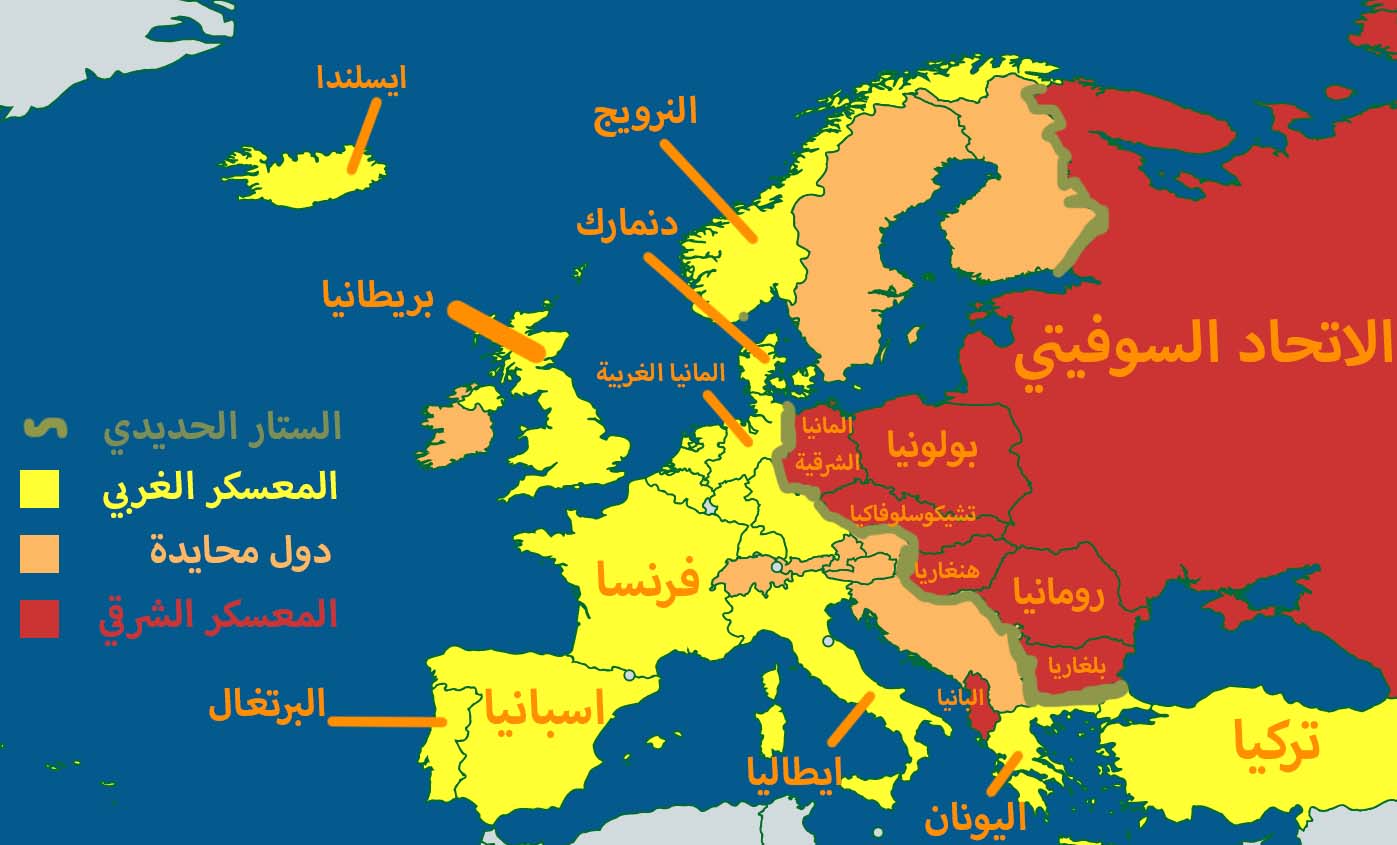 ايسلندا
النرويج
دنمارك
بريطانيا
المانيا الغربية
الاتحاد السوفيتي
المانيا
الشرقية
بولونيا
تشيكوسلوفاكيا
هنغاريا
رومانيا
بلغاريا
البانيا
فرنسا
اسبانيا
البرتغال
ايطاليا
اليونان
تركيا
الستار الحديدي
المعسكر الغربي
دول محايدة
المعسكر الشرقي